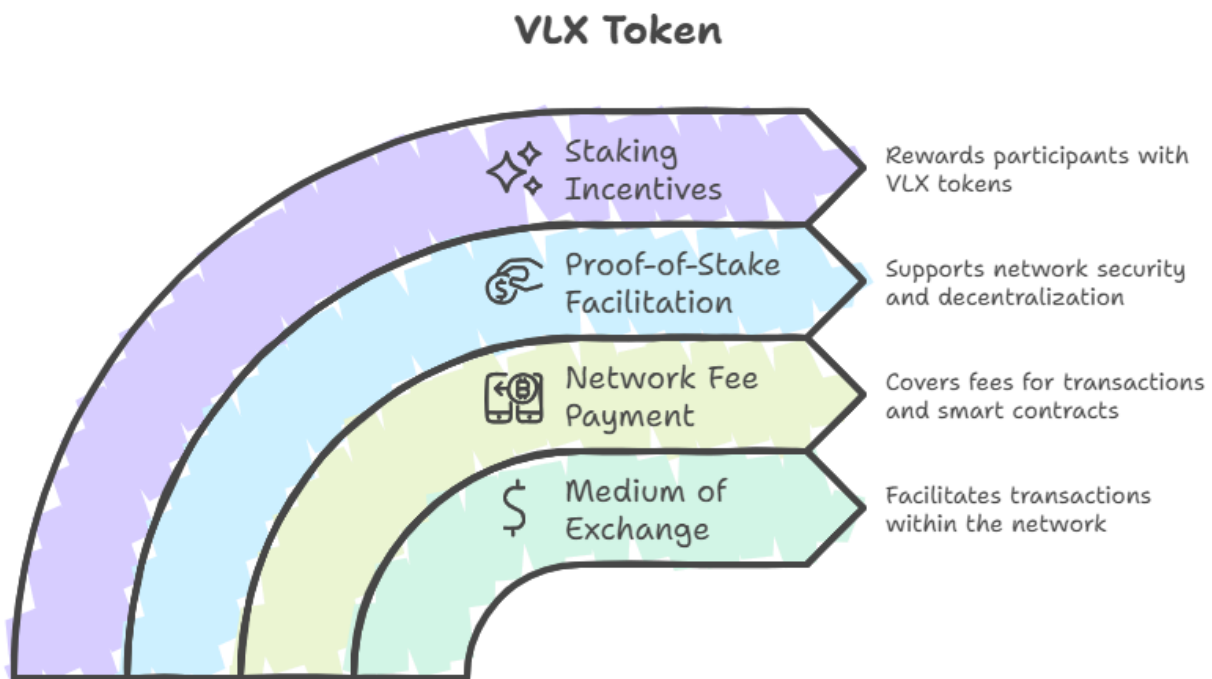 VLX Token
Staking
Incentives
Rewards participants with
VLX tokens
Proof-of-Stake
Facilitation
Supports network security
and decentralization
Network Fee
Payment
Covers fees for transactions
and smart contracts
Medium of
Exchange
Facilitates transactions
within the network